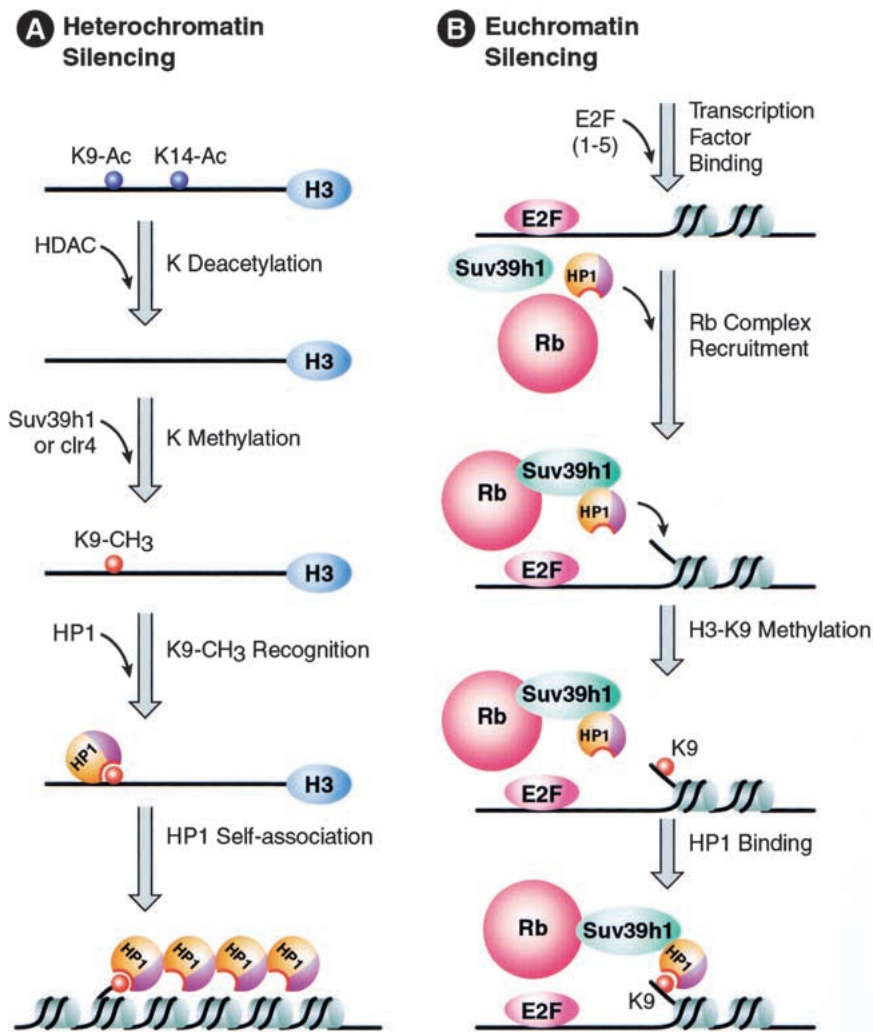 A Heterochromatin
Silencing
K9-Ac K14-Ac
H3
HDAC
K Deacetylation
H3
Suv39h1
or clr4
K Methylation
K9-CH3
H3
HP1
K9-CH3 Recognition
HP1
H3
HP1 Self-association
HP1 HP1 HP1 HP1
B Euchromatin
Silencing
E2F
(1-5)
Transcription
Factor
Binding
E2F
Suv39h1
HP1
Rb
Rb Complex
Recruitment
Suv39h1
Rb
HP1
E2F
H3-K9 Methylation
Suv39h1
Rb
HP1
K9
E2F
HP1 Binding
Rb
Suv39h1
HP1
K9
E2F